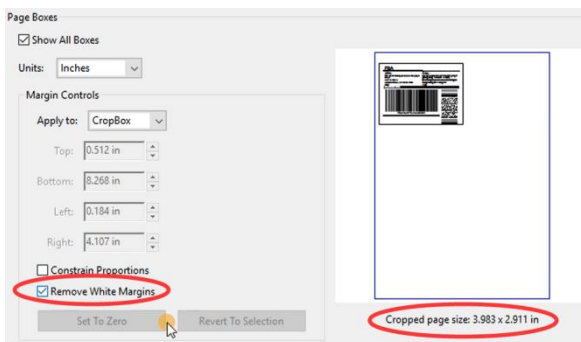 Page Boxes
Show All Boxes
Units: Inches
Margin Controls
Apply to: CropBox
Top: 0.512 in
Bottom: 8.268 in
Left: 0.184 in
Right: 4.107 in
Constrain Proportions
Remove White Margins
Set To Zero Revert To Selection
FBA
Cropped page size: 3.983 x 2.911 in